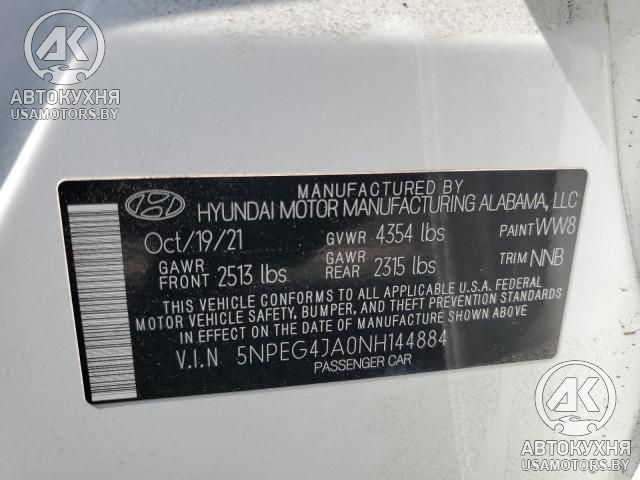 AK
АВТОКУХНЯ
USAMOTORS.BY
MANUFACTURED BY
HYUNDAI MOTOR MANUFACTURING ALABAMA, LLC
Oct/19/21 GVWR 4354 lbs PAINT WW8
GAWR FRONT 2513 lbs GAWR REAR 2315 lbs TRIM NNB
THIS VEHICLE CONFORMS TO ALL APPLICABLE U.S.A. FEDERAL
MOTOR VEHICLE SAFETY, BUMPER, AND THEFT PREVENTION STANDARDS
IN EFFECT ON THE DATE OF MANUFACTURE SHOWN ABOVE.
V.I.N 5NPEG4JA0NH144884
PASSENGER CAR
AK
АВТОКУХНЯ
USAMOTORS.BY